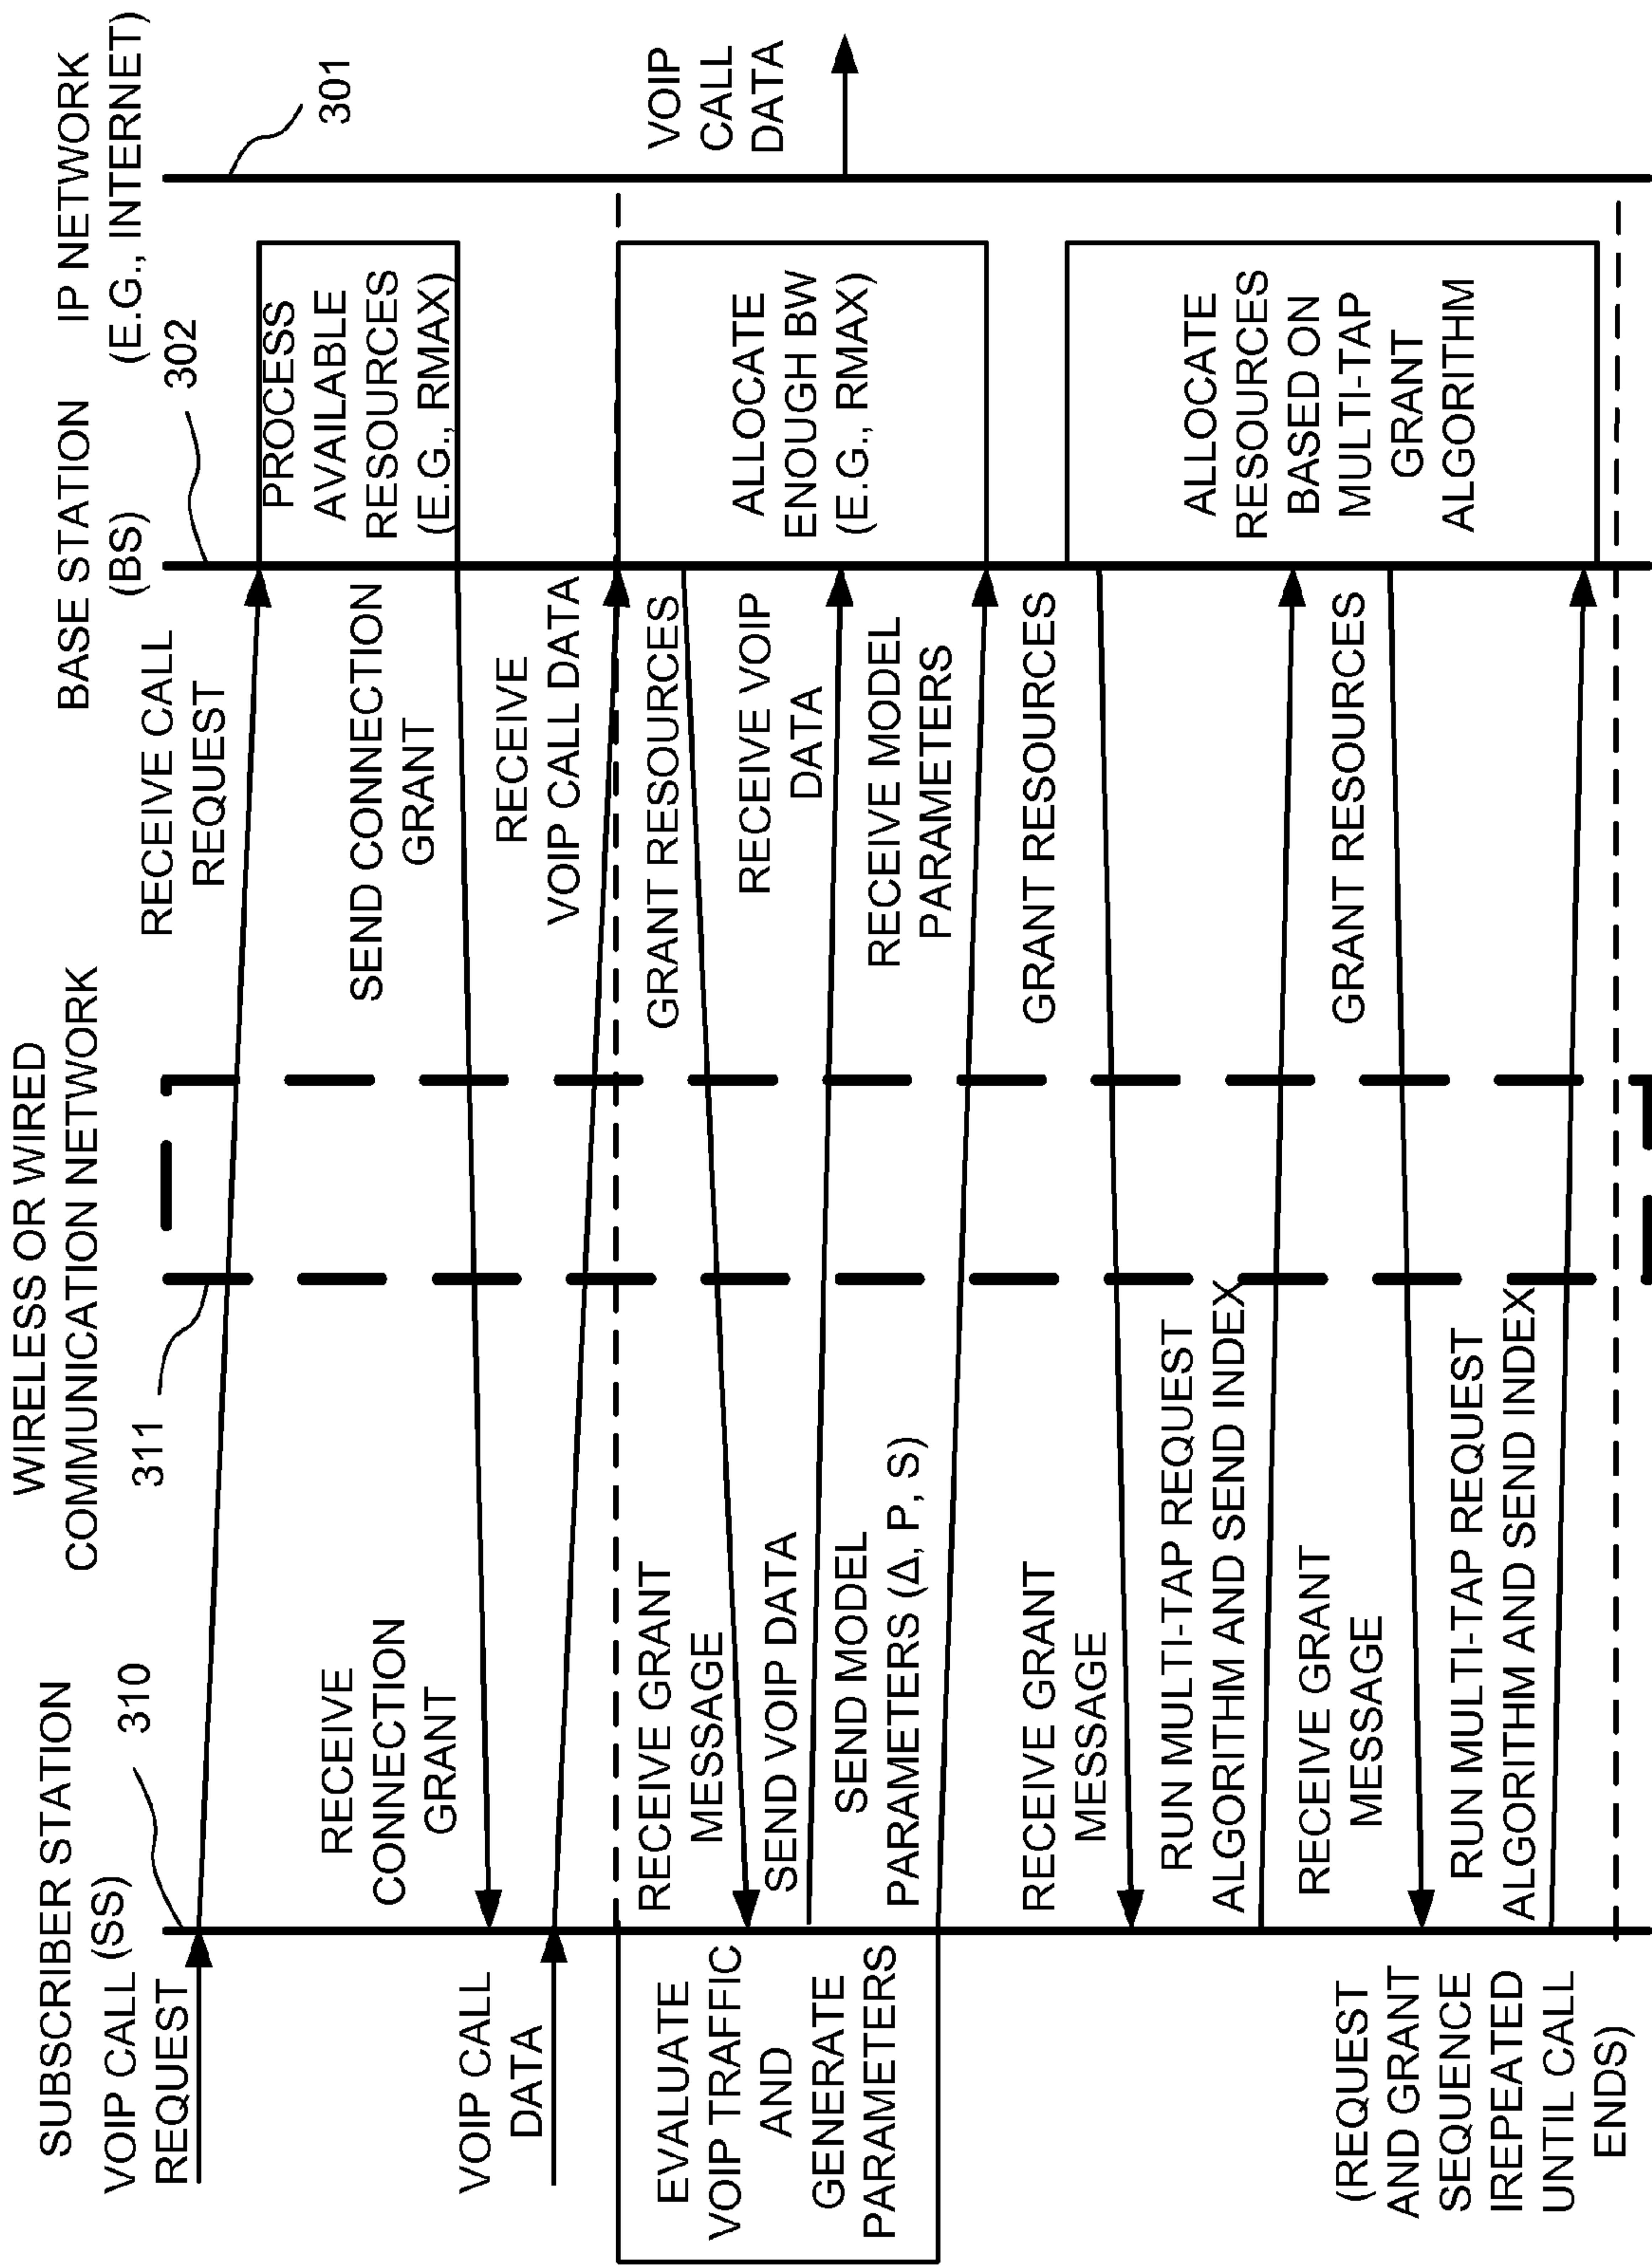 SUBSCRIBER STATION
(SS)
310
WIRELESS OR WIRED
COMMUNICATION NETWORK
311
BASE STATION
(BS)
302
IP NETWORK
(E.G., INTERNET)
301
VOIP CALL
REQUEST
RECEIVE CALL
REQUEST
PROCESS
AVAILABLE
RESOURCES
(E.G., RMAX)
SEND CONNECTION
GRANT
RECEIVE
CONNECTION
GRANT
VOIP CALL
DATA
RECEIVE
VOIP CALL DATA
EVALUATE
VOIP TRAFFIC
AND
GENERATE
PARAMETERS
RECEIVE GRANT
MESSAGE
GRANT RESOURCES
ALLOCATE
ENOUGH BW
(E.G., RMAX)
VOIP
CALL
DATA
SEND VOIP DATA
RECEIVE VOIP
DATA
SEND MODEL
PARAMETERS (Δ, P, S)
RECEIVE MODEL
PARAMETERS
RECEIVE GRANT
MESSAGE
GRANT RESOURCES
ALLOCATE
RESOURCES
BASED ON
MULTI-TAP
GRANT
ALGORITHM
RUN MULTI-TAP REQUEST
ALGORITHM AND SEND INDEX
RECEIVE GRANT
MESSAGE
GRANT RESOURCES
(REQUEST
AND GRANT
SEQUENCE
IREPEATED
UNTIL CALL
ENDS)
RUN MULTI-TAP REQUEST
ALGORITHM AND SEND INDEX